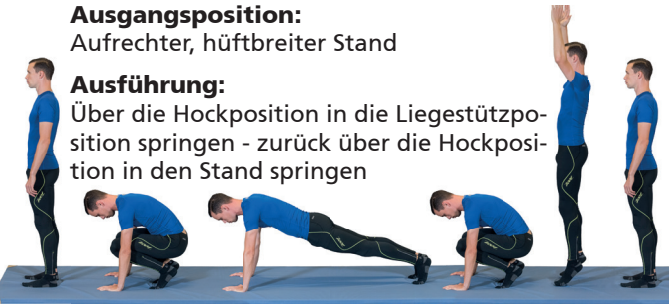 Ausgangsposition:
Aufrechter, hüftbreiter Stand
Ausführung:
Über die Hockposition in die Liegestützpo-
sition springen - zurück über die Hockposi-
tion in den Stand springen